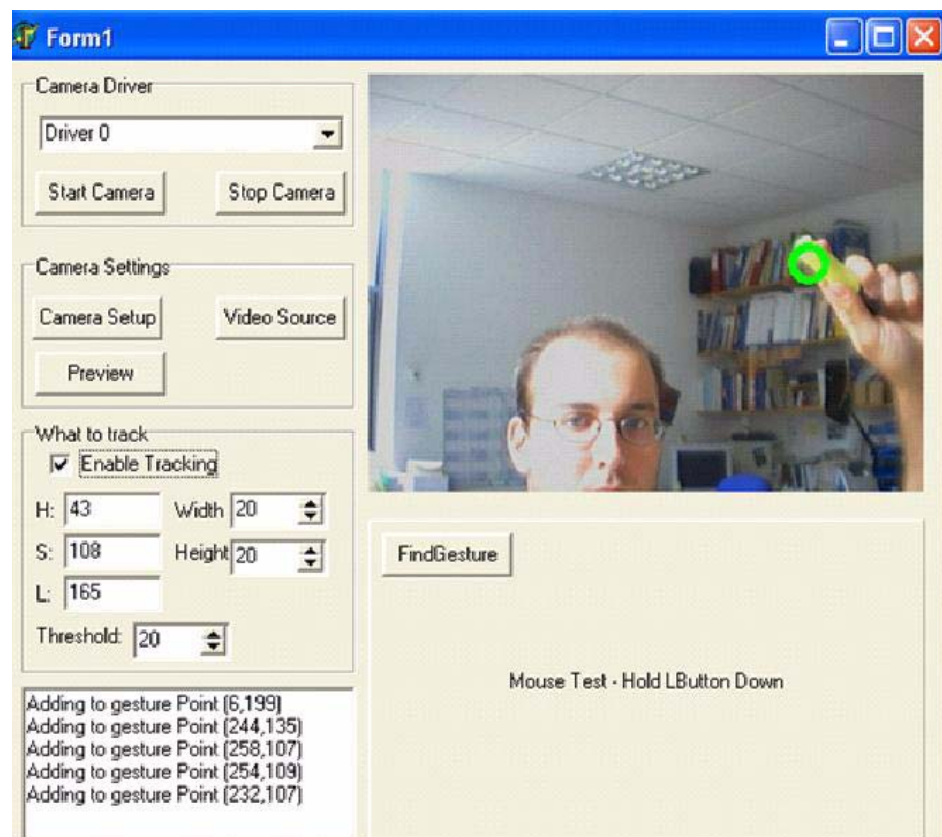 Form1
Camera Driver
Driver 0
Start Camera Stop Camera
Camera Settings
Camera Setup Video Source
Preview
What to track
Enable Tracking
H: 43 Width 20
S: 108 Height 20
L: 165
Threshold: 20
Adding to gesture Point (6,199)
Adding to gesture Point (244,135)
Adding to gesture Point (258,107)
Adding to gesture Point (254,109)
Adding to gesture Point (232,107)
FindGesture
Mouse Test - Hold LButton Down